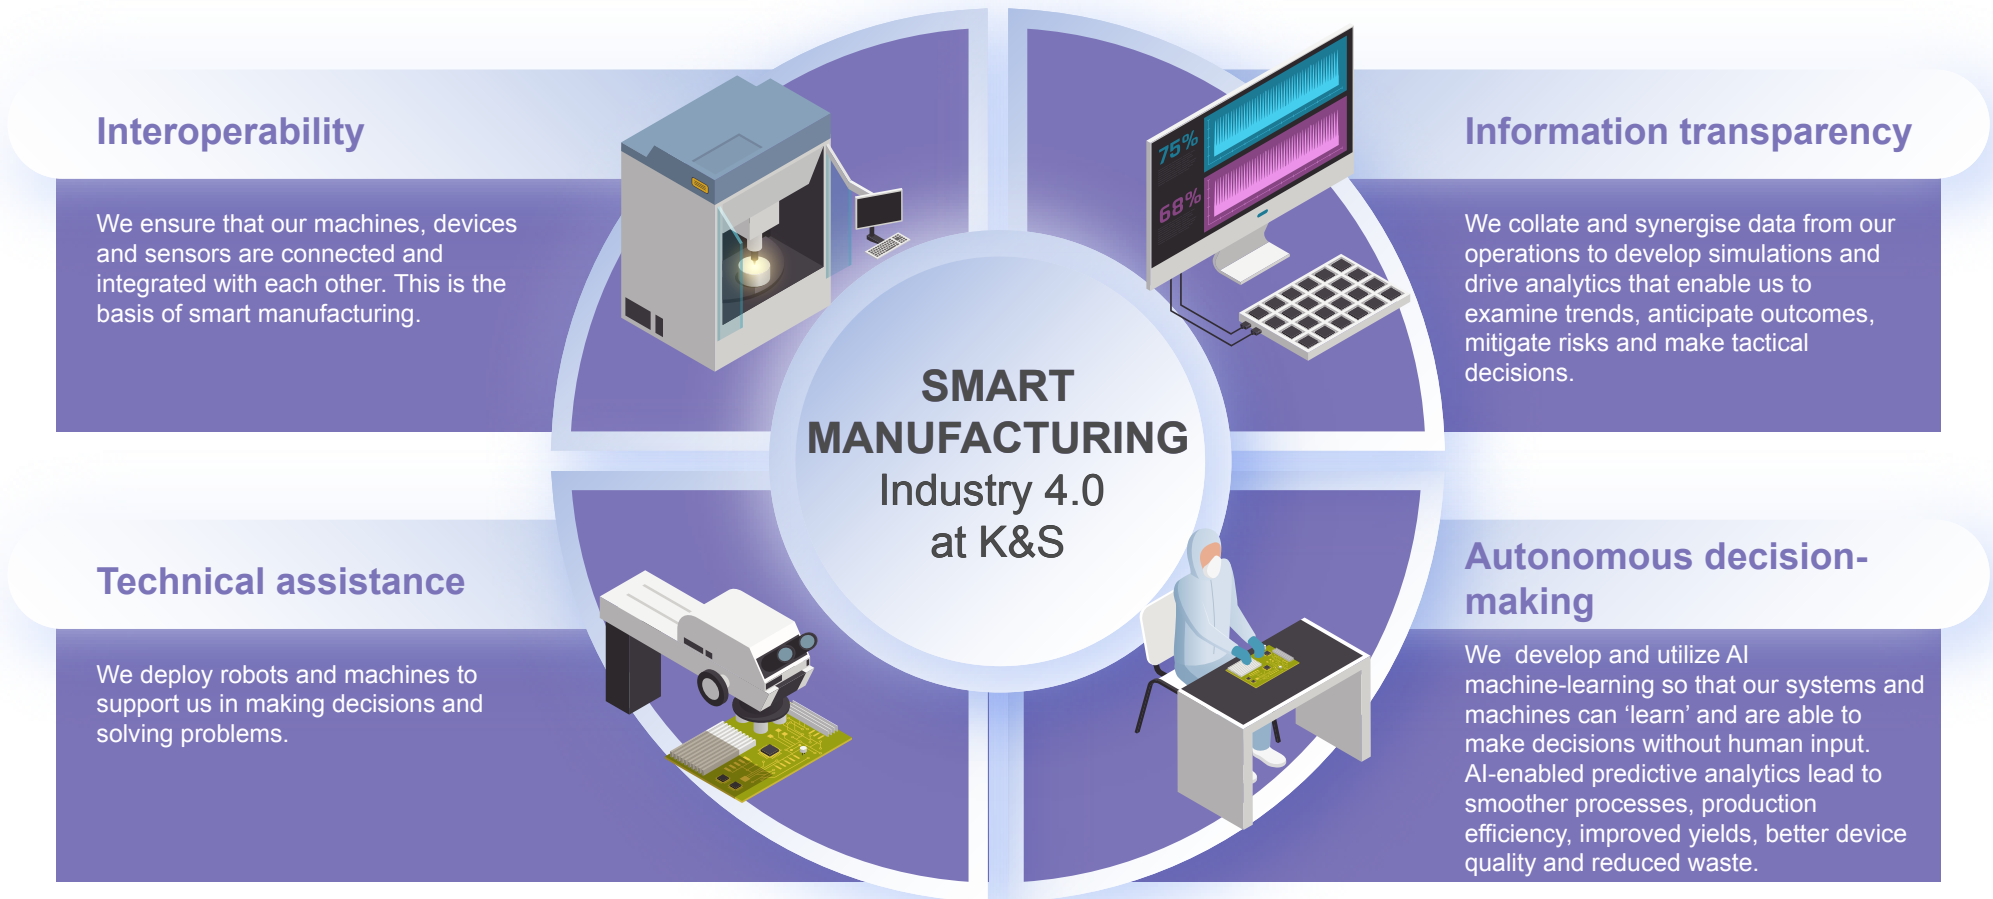 Interoperability
We ensure that our machines, devices
and sensors are connected and
integrated with each other. This is the
basis of smart manufacturing.
75%
68%
Information transparency
We collate and synergise data from our
operations to develop simulations and
drive analytics that enable us to
examine trends, anticipate outcomes,
mitigate risks and make tactical
decisions.
SMART
MANUFACTURING
Industry 4.0
at K&S
Technical assistance
We deploy robots and machines to
support us in making decisions and
solving problems.
Autonomous decision-
making
We  develop and utilize AI
machine-learning so that our systems and
machines can ‘learn’ and are able to
make decisions without human input.
AI-enabled predictive analytics lead to
smoother processes, production
efficiency, improved yields, better device
quality and reduced waste.